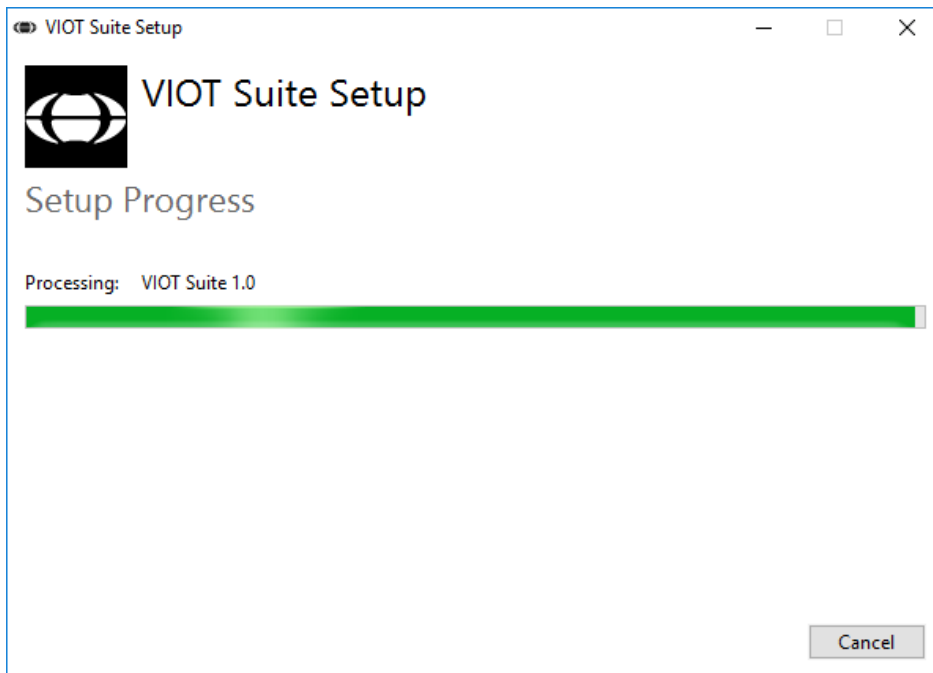 VIOT Suite Setup
VIOT Suite Setup
Setup Progress
Processing: VIOT Suite 1.0
Cancel